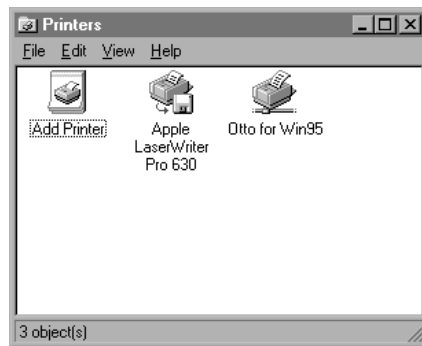 Printers
File Edit View Help
Add Printer
Apple
LaserWriter
Pro 630
Otto for Win95
3 object(s)